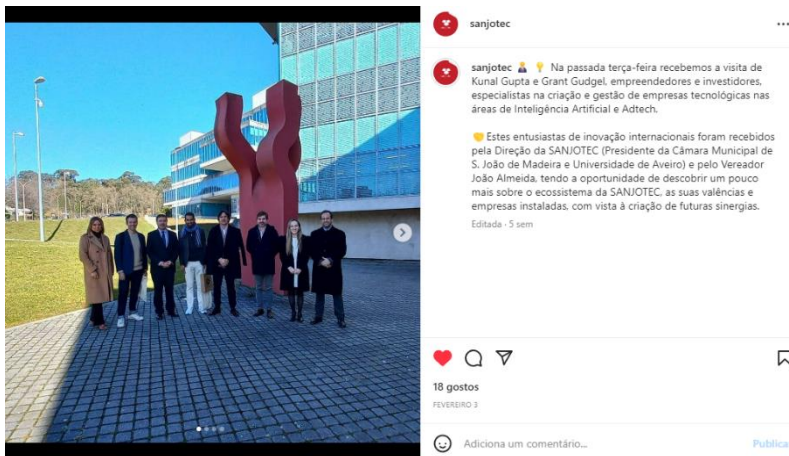 sanjotec
sanjotec Na passada terça-feira recebemos a visita de
Kunal Gupta e Grant Gudgel, empreendedores e investidores,
especialistas na criação e gestão de empresas tecnológicas nas
áreas de Inteligência Artificial e Adtech.
Estes entusiastas de inovação internacionais foram recebidos
pela Direção da SANJOTEC (Presidente da Câmara Municipal de
S. João de Madeira e Universidade de Aveiro) e pelo Vereador
João Almeida, tendo a oportunidade de descobrir um pouco
mais sobre o ecossistema da SANJOTEC, as suas valências e
empresas instaladas, com vista à criação de futuras sinergias.
Editada · 5 sem
18 gostos
FEVEREIRO 3
Adiciona um comentário... Publica